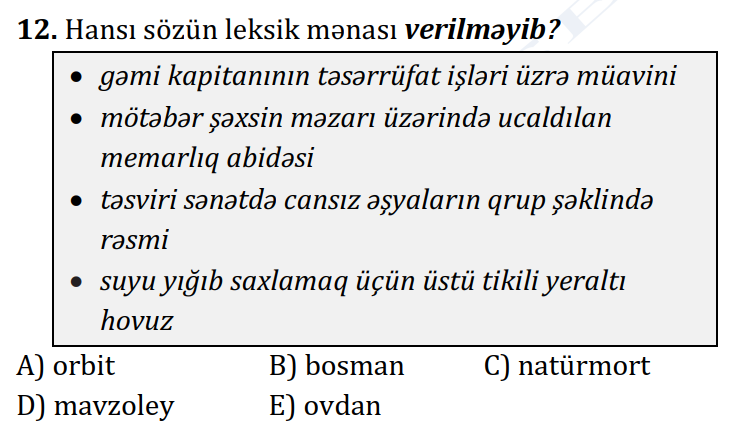 12. Hansı sözün leksik mənası verilməyib?
• gəmi kapitanının təsərrüfat işləri üzrə müavini
• mötəbər şəxsin məzarı üzərində ucaldılan
memarlıq abidəsi
• təsviri sənətdə cansız əşyaların qrup şəklində
rəsmi
• suyu yığıb saxlamaq üçün üstü tikili yeraltı
hovuz
A) orbit B) bosman C) natürmort
D) mavzoley E) ovdan